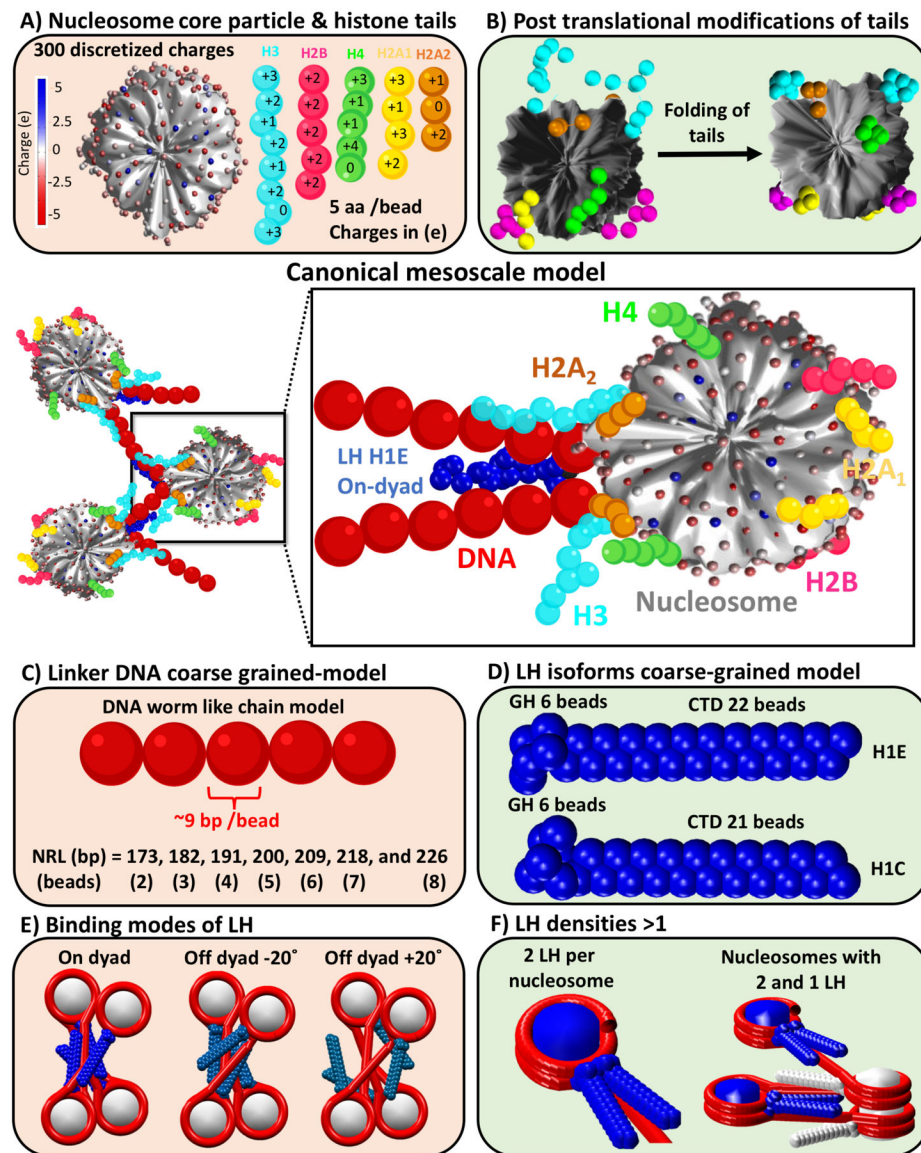 A) Nucleosome core particle & histone tails
300 discretized charges
Charge (e)
5
2.5
0
-2.5
-5
H3
H2B
H4
H2A1
H2A2
+3
+2
+3
+3
+1
+2
+2
+1
+1
0
+1
+2
+1
+3
+2
+2
+2
+4
+2
+1
+2
0
+2
0
+3
5 aa /bead
Charges in (e)
B) Post translational modifications of tails
Folding of
tails
Canonical mesoscale model
H4
H2A2
LH H1E
On-dyad
H2A1
DNA
H2B
Nucleosome
H3
C) Linker DNA coarse grained-model
DNA worm like chain model
~9 bp /bead
NRL (bp) = 173, 182, 191, 200, 209, 218, and 226
(beads) (2) (3) (4) (5) (6) (7) (8)
D) LH isoforms coarse-grained model
GH 6 beads CTD 22 beads
H1E
GH 6 beads CTD 21 beads
H1C
E) Binding modes of LH
On dyad Off dyad -20˚ Off dyad +20˚
F) LH densities >1
2 LH per
nucleosome
Nucleosomes with
2 and 1 LH